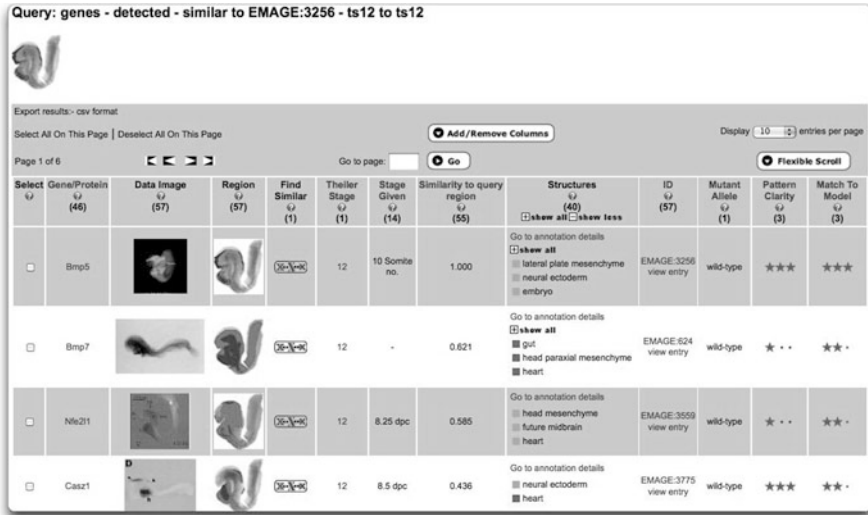 Query: genes - detected - similar to EMAGE:3256 - ts12 to ts12
Export results:- csv format
Select All On This Page | Deselect All On This Page
Add/Remove Columns
Display 10 entries per page
Page 1 of 6
Go to page:
Go
Flexible Scroll
Select Gene/Protein (46) Data Image (57) Region (57) Find Similar (1) Theiler Stage (1) Stage Given (14) Similarity to query region (55) Structures (40) show all show less ID (57) Mutant Allele (1) Pattern Clarity (3) Match To Model (3)
Go to annotation details
show all
Bmp5 12 10 Somite no. 1.000 lateral plate mesenchyme neural ectoderm embryo EMAGE:3256 view entry wild-type
Go to annotation details
show all
Bmp7 12 - 0.621 gut head paraxial mesenchyme heart EMAGE:624 view entry wild-type
Go to annotation details
Nfe2l1 12 8.25 dpc 0.585 head mesenchyme future midbrain heart EMAGE:3559 view entry wild-type
Go to annotation details
D
Casz1 12 8.5 dpc 0.436 neural ectoderm heart EMAGE:3775 view entry wild-type